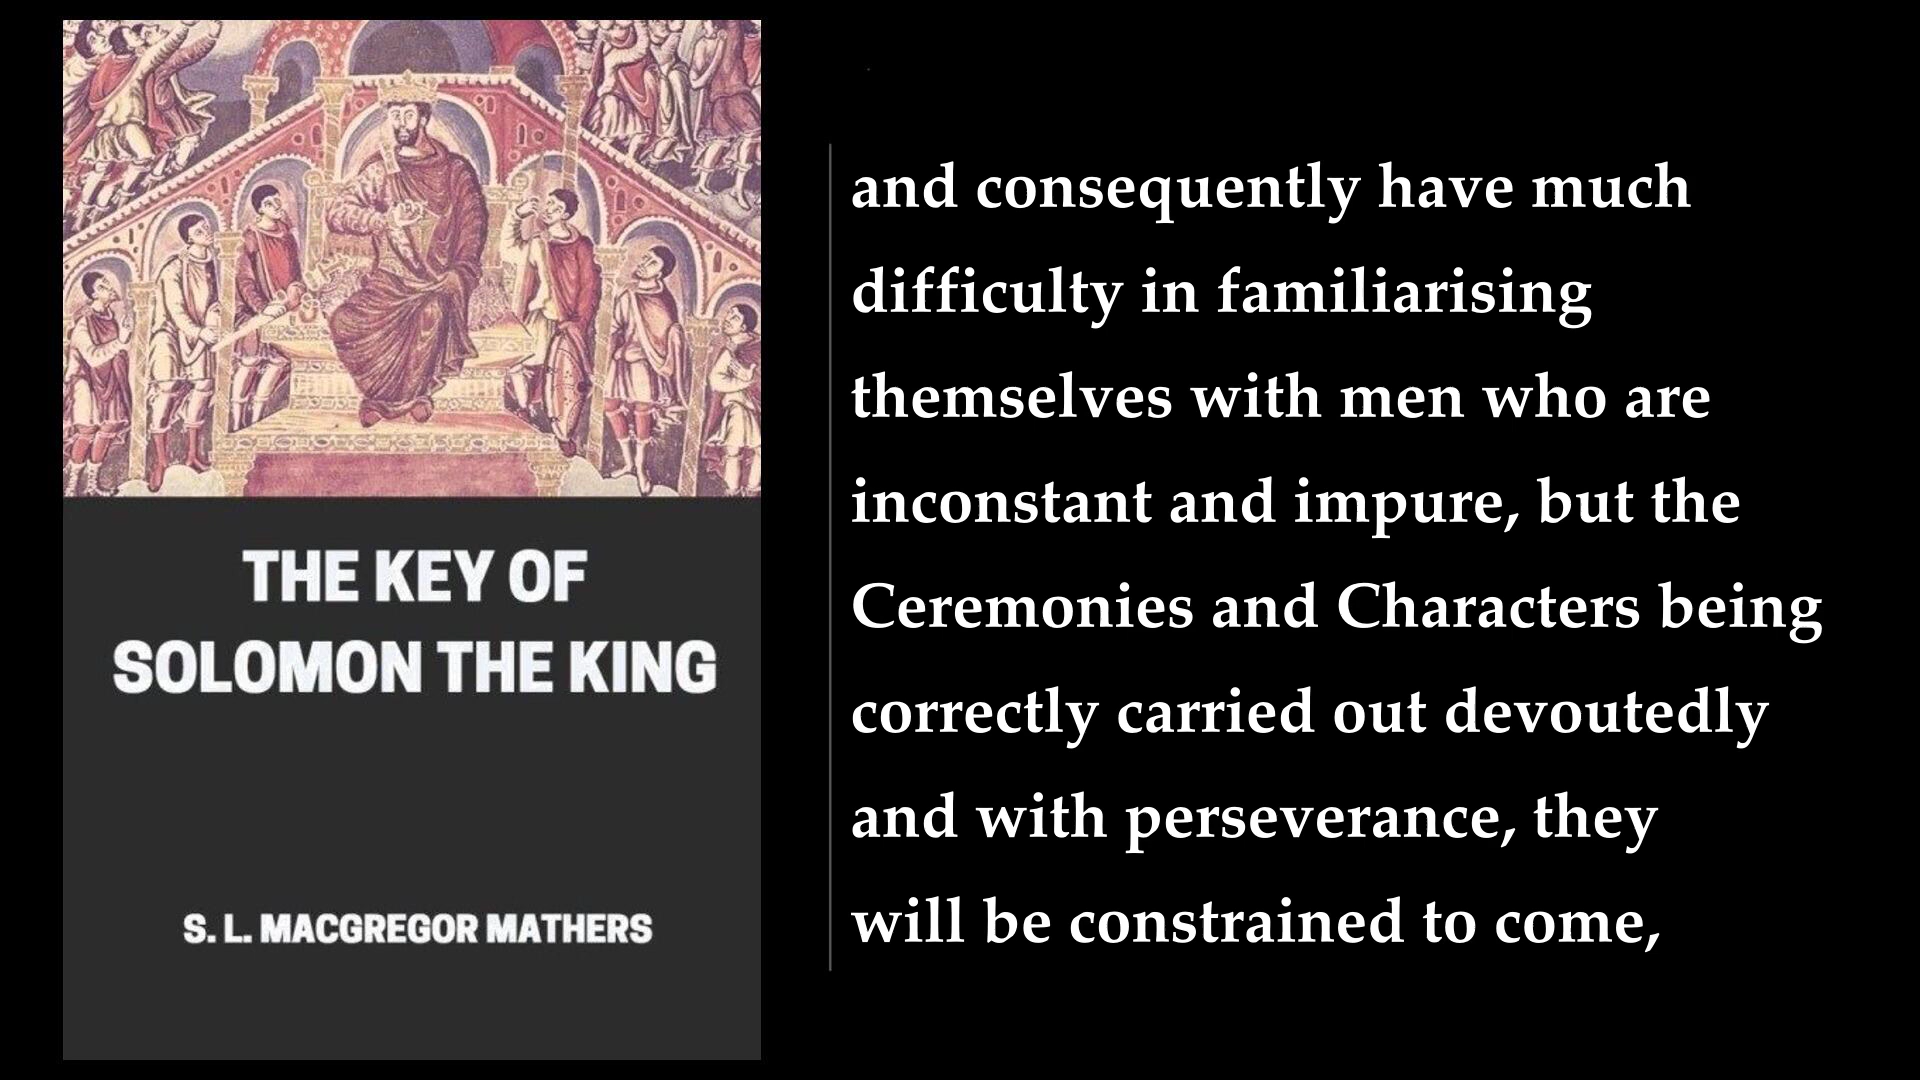 THE KEY OF
SOLOMON THE KING
S. L. MACGREGOR MATHERS
and consequently have much
difficulty in familiarising
themselves with men who are
inconstant and impure, but the
Ceremonies and Characters being
correctly carried out devoutedly
and with perseverance, they
will be constrained to come,